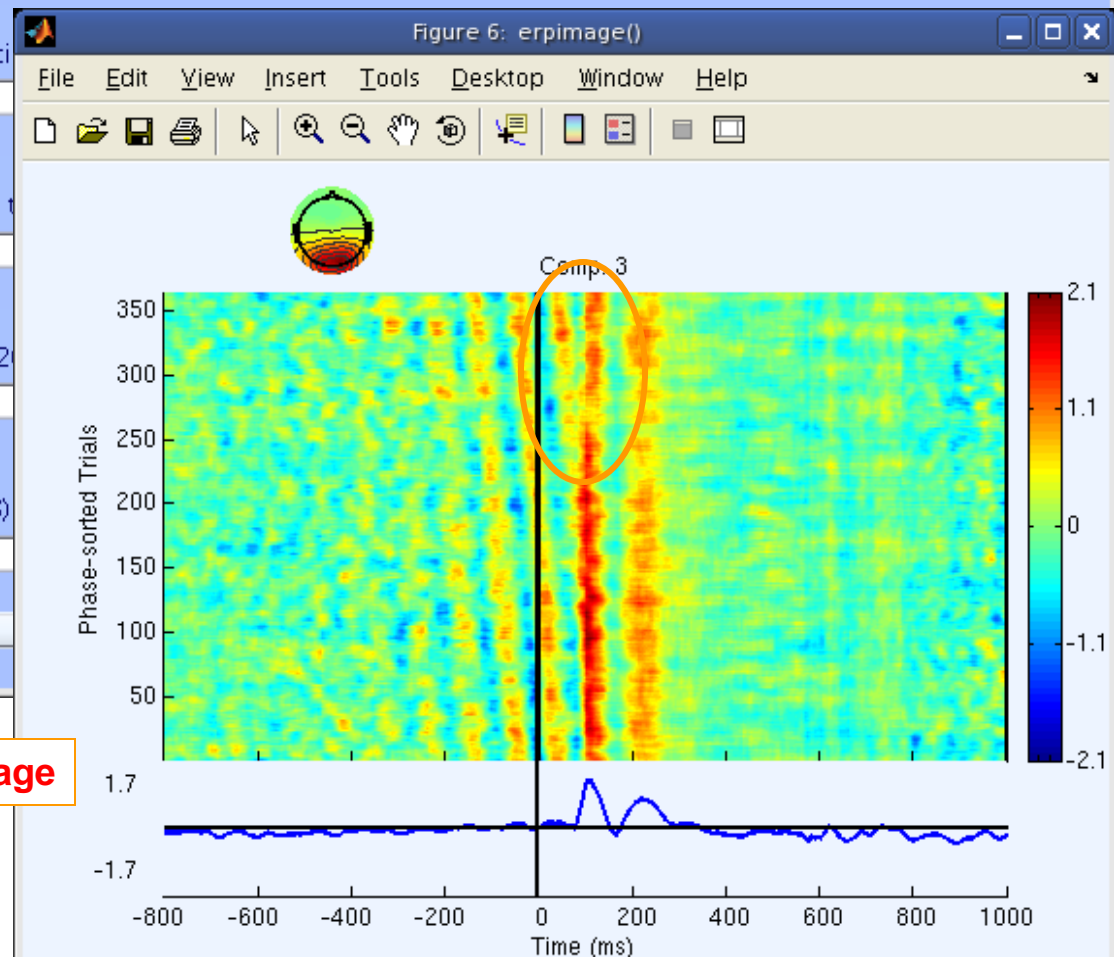 Figure 6: erpimage()
ci
File Edit View Insert Tools Desktop Window Help
t
Comp. 3
350
300
250
200
150
100
50
Phase-sorted Trials
2.1
1.1
0
-1.1
-2.1
20
)
age
1.7
-1.7
-800 -600 -400 -200 0 200 400 600 800 1000
Time (ms)